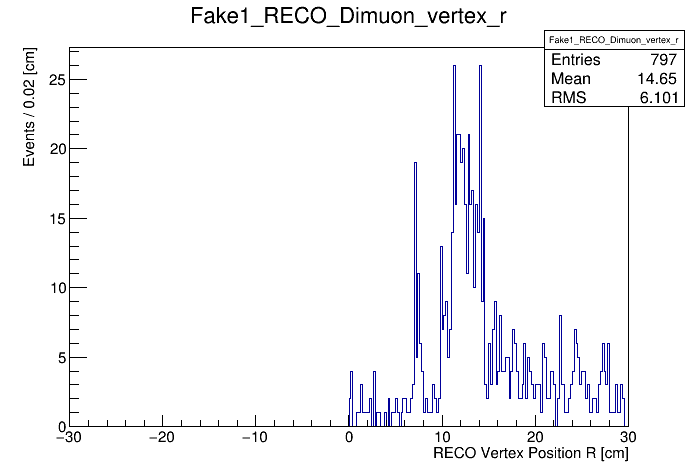 Fake1_RECO_Dimuon_vertex_r
Fake1_RECO_Dimuon_vertex_r
Entries 797
Mean 14.65
RMS 6.101
Events / 0.02 [cm]
25
20
15
10
5
0
−30 −20 −10 0 10 20 30
RECO Vertex Position R [cm]